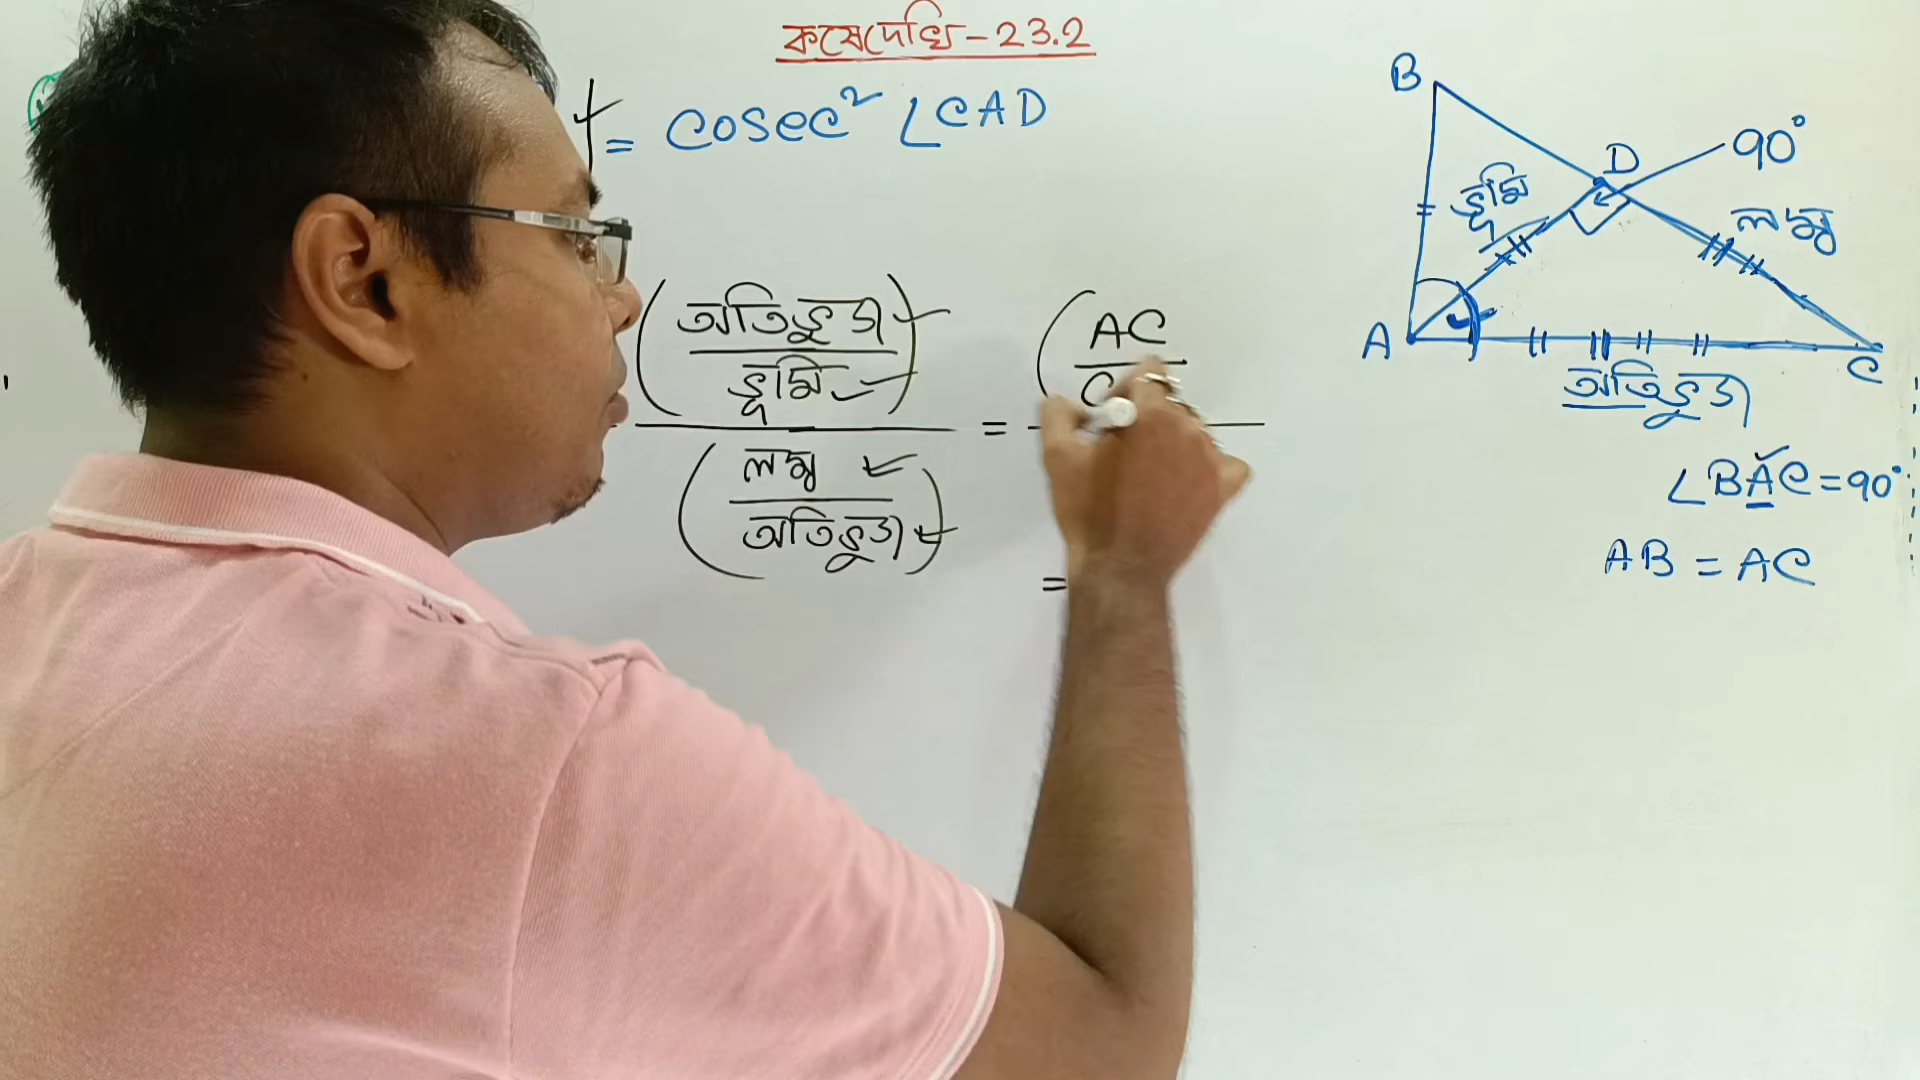 কষেদেখি - 23.2
= cosec² ∠CAD
(অতিভুজ / ভূমি) / (লম্ব / অতিভুজ) = (AC / C
=
B
D
90°
ভূমি
লম্ব
A
C
অতিভুজ
∠BAC = 90°
AB = AC